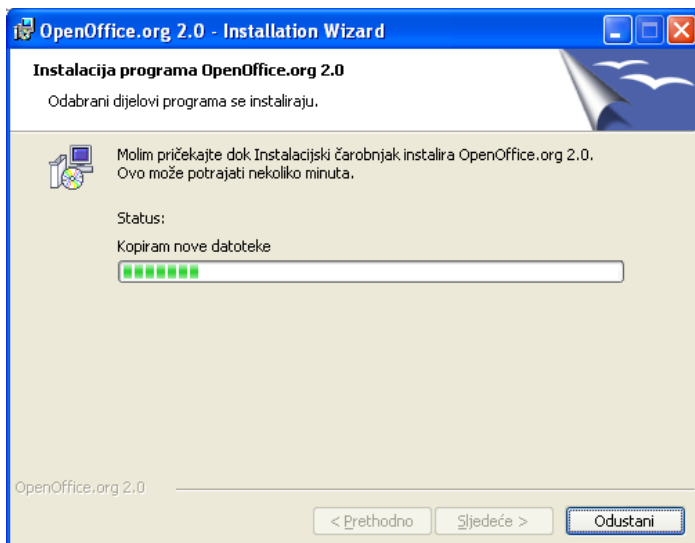 OpenOffice.org 2.0 - Installation Wizard
Instalacija programa OpenOffice.org 2.0
Odabrani dijelovi programa se instaliraju.
Molim pričekajte dok Instalacijski čarobnjak instalira OpenOffice.org 2.0.
Ovo može potrajati nekoliko minuta.
Status:
Kopiram nove datoteke
OpenOffice.org 2.0
< Prethodno Sljedeće > Odustani